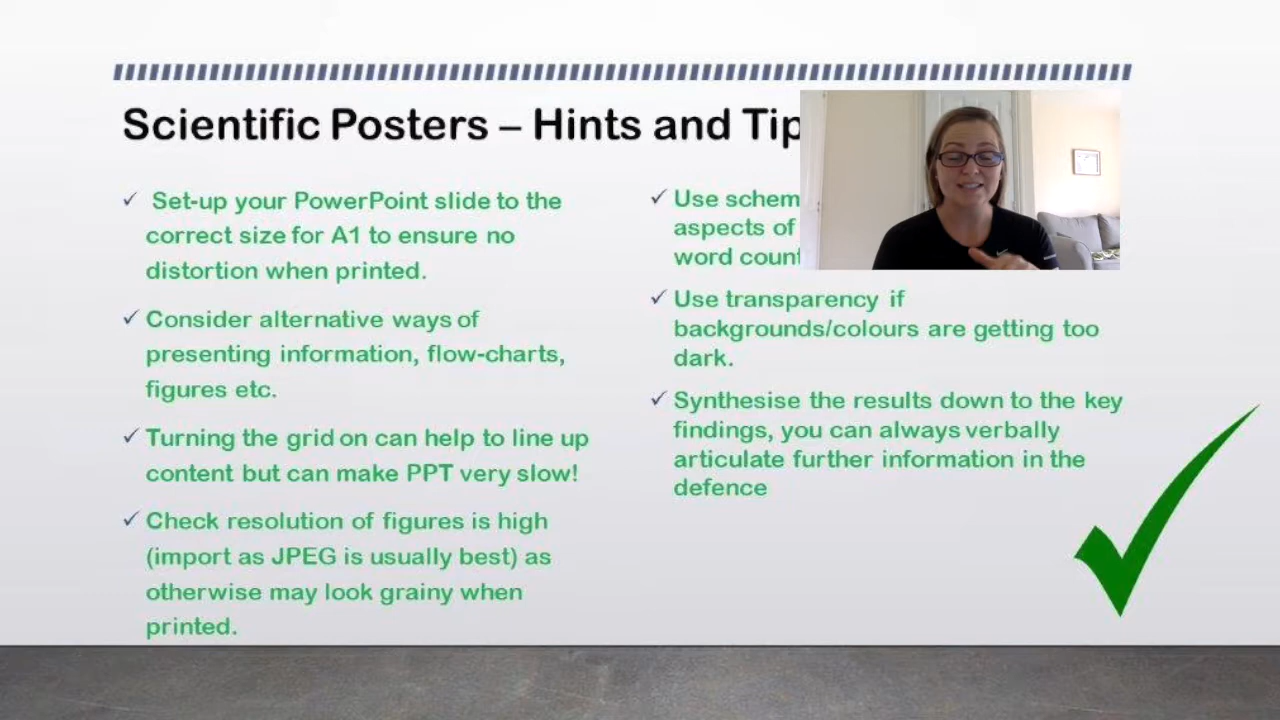 Scientific Posters – Hints and
Set-up your PowerPoint slide to the
correct size for A1 to ensure no
distortion when printed.
Consider alternative ways of
presenting information, flow-charts,
figures etc.
Turning the grid on can help to line up
content but can make PPT very slow!
Check resolution of figures is high
(import as JPEG is usually best) as
otherwise may look grainy when
printed.
Use
aspects of
word
Use transparency if
backgrounds/colours are getting too
dark.
Synthesise the results down to the key
findings, you can always verbally
articulate further information in the
defence